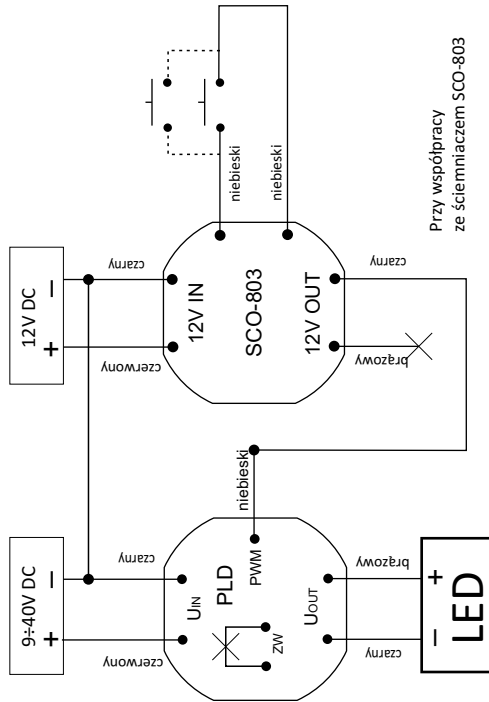 9÷40V DC
+ −
12V DC
+ −
czerwony
czarny
czerwony
czarny
UIN
PLD
PWM
ZW
UOUT
niebieski
12V IN
SCO-803
12V OUT
niebieski
niebieski
czarny
brązowy
brązowy
czarny
− +
LED
Przy współpracy
ze ściemniaczem SCO-803